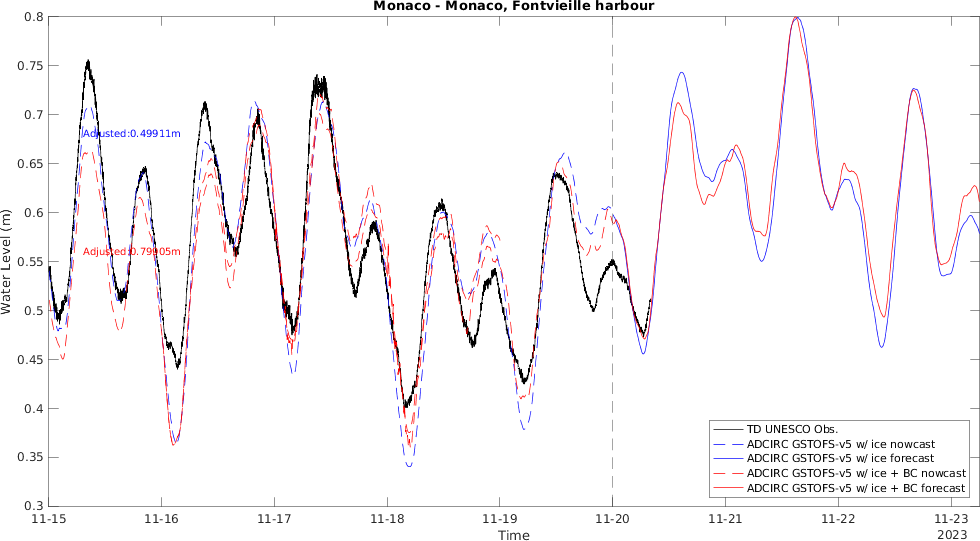 Monaco - Monaco, Fontvieille harbour
0.8
0.75
0.7
0.65
0.6
0.55
0.5
0.45
0.4
0.35
0.3
Water Level (m)
Adjusted:0.49911m
Adjusted:0.79905m
TD UNESCO Obs.
ADCIRC GSTOFS-v5 w/ ice nowcast
ADCIRC GSTOFS-v5 w/ ice forecast
ADCIRC GSTOFS-v5 w/ ice + BC nowcast
ADCIRC GSTOFS-v5 w/ ice + BC forecast
11-15 11-16 11-17 11-18 11-19 11-20 11-21 11-22 11-23
Time
2023